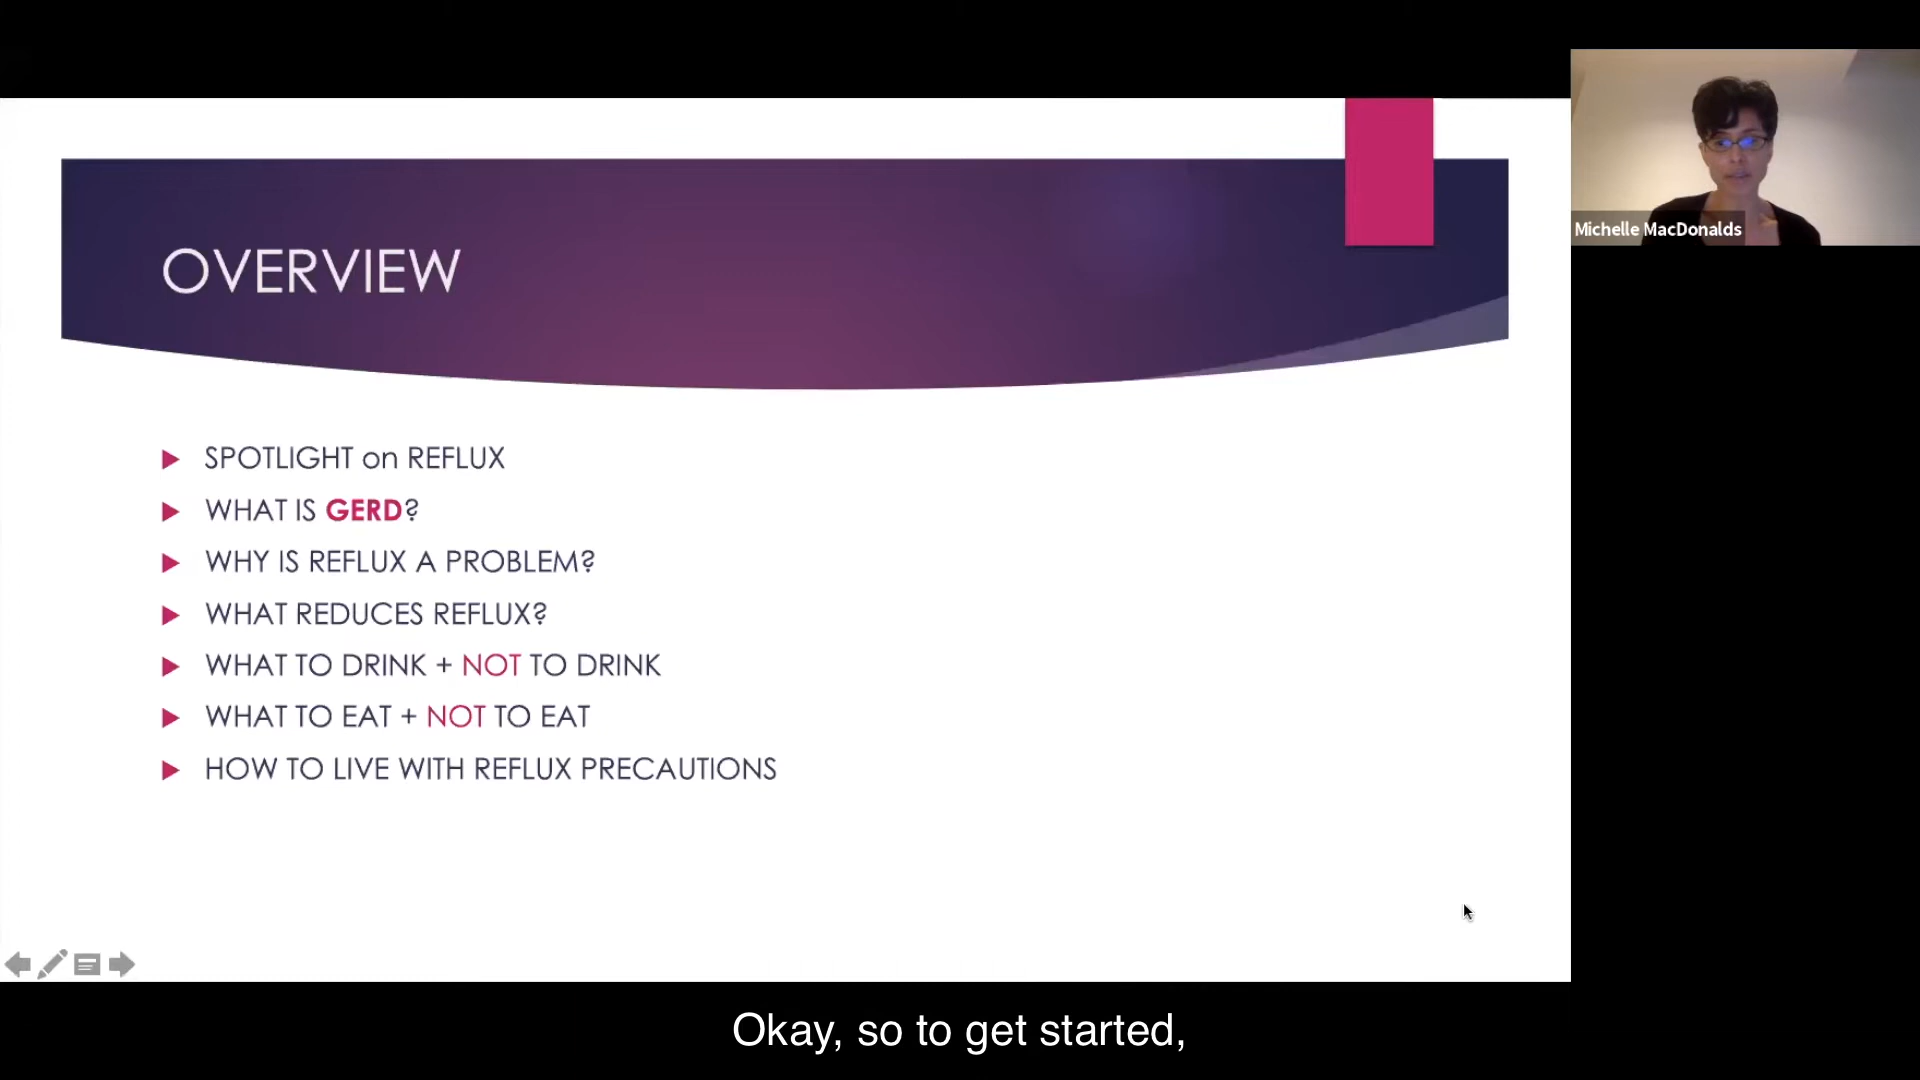 OVERVIEW
SPOTLIGHT on REFLUX
WHAT IS GERD?
WHY IS REFLUX A PROBLEM?
WHAT REDUCES REFLUX?
WHAT TO DRINK + NOT TO DRINK
WHAT TO EAT + NOT TO EAT
HOW TO LIVE WITH REFLUX PRECAUTIONS
Michelle MacDonalds
Okay, so to get started,